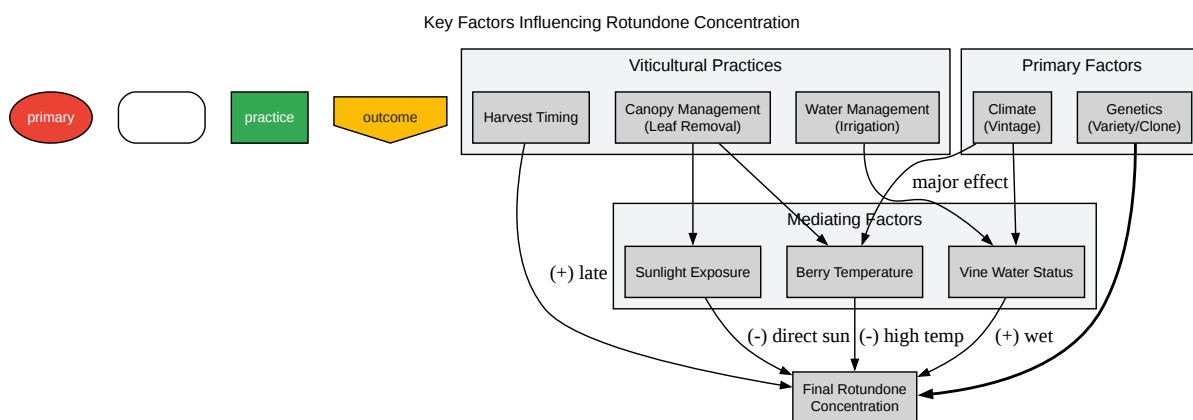 Key Factors Influencing Rotundone Concentration
Viticultural Practices
Primary Factors
primary
practice
outcome
Harvest Timing
Canopy Management
(Leaf Removal)
Water Management
(Irrigation)
Climate
(Vintage)
Genetics
(Variety/Clone)
major effect
Mediating Factors
Sunlight Exposure
Berry Temperature
Vine Water Status
(+) late
(-) direct sun
(-) high temp
(+) wet
Final Rotundone
Concentration